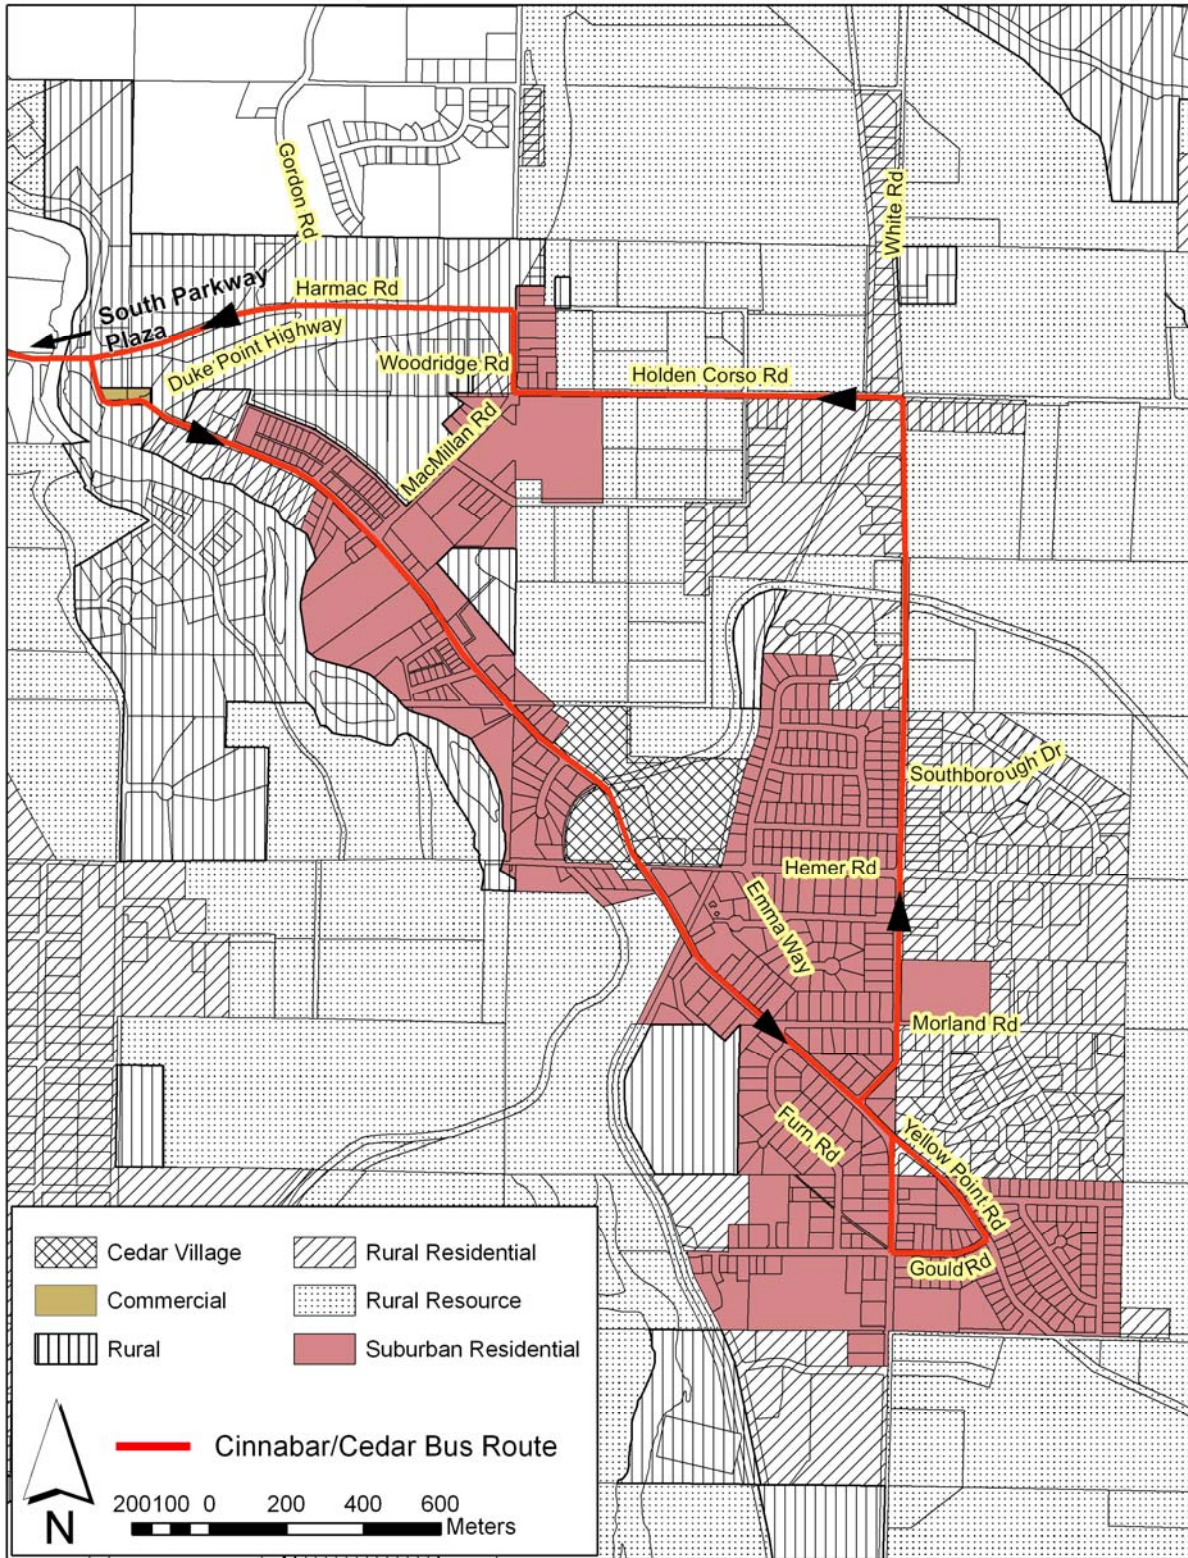 Gordon Rd
White Rd
South Parkway
Plaza
Harmac Rd
Duke Point Highway
Woodridge Rd
Holden Corso Rd
MacMillan Rd
Southborough Dr
Hemer Rd
Emma Way
Morland Rd
Furn Rd
Yellow Point Rd
Gould Rd
Cedar Village
Rural Residential
Commercial
Rural Resource
Rural
Suburban Residential
Cinnabar/Cedar Bus Route
N
200 100 0 200 400 600
Meters